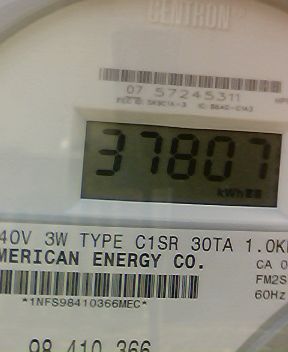 CENTRON
07 57245311
37807
kWh
40V 3W TYPE C1SR 30TA 1.0K
MERICAN ENERGY CO.
CA 0
FM2S
60Hz
*1NFS98410366MEC*
98 410 366